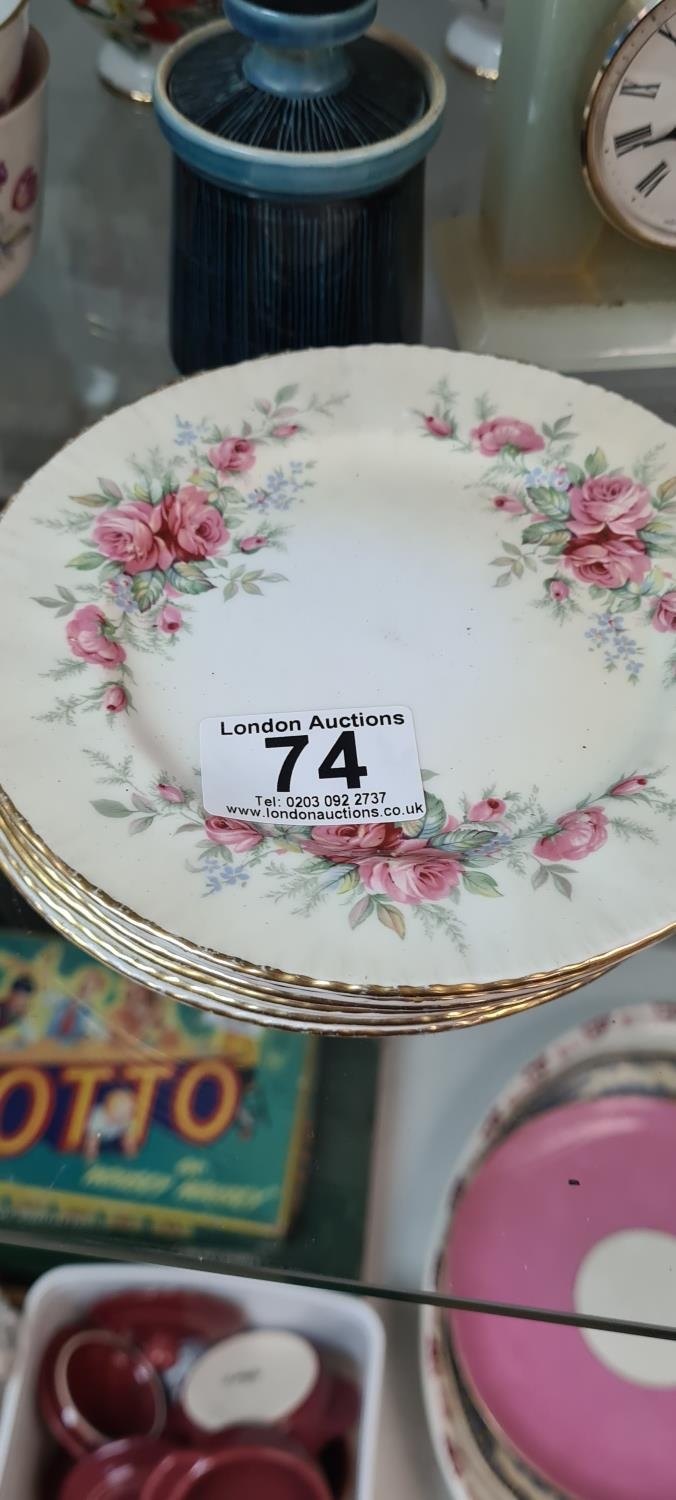 London Auctions
74
Tel: 0203 092 2737
www.londonauctions.co.uk
OTTO